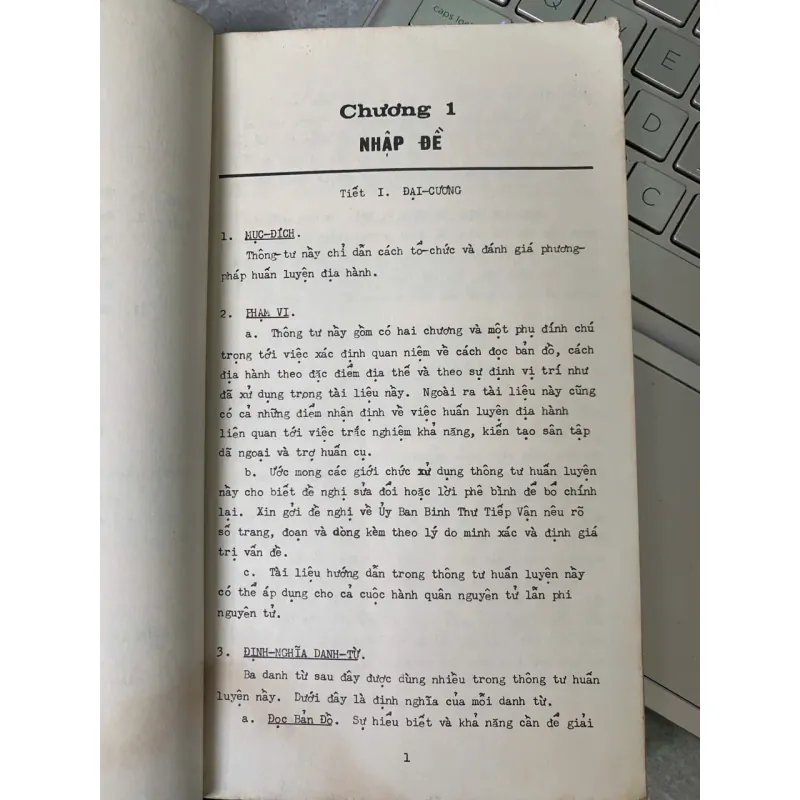 caps lock
Q
E
D
C
Chương 1
NHẬP ĐỀ
Tiết I. ĐẠI-CƯƠNG
1. MỤC-ĐÍCH.
Thông-tư nầy chỉ dẫn cách tổ-chức và đánh giá phương-
pháp huấn luyện địa hành.
2. PHẠM VI.
a. Thông tư nầy gồm có hai chương và một phụ đính chú
trọng tới việc xác định quan niệm về cách đọc bản đồ, cách
địa hành theo đặc điểm địa thế và theo sự định vị trí như
đã xử dụng trong tài liệu nầy. Ngoài ra tài liệu nầy cũng
có cả những điểm nhận định về việc huấn luyện địa hành
liên quan tới việc trắc nghiệm khả năng, kiến tạo sân tập
dã ngoại và trợ huấn cụ.
b. Ước mong các giới chức xử dụng thông tư huấn luyện
nầy cho biết đề nghị sửa đổi hoặc lời phê bình để bổ chính
lại. Xin gởi đề nghị về Ủy Ban Binh Thư Tiếp Vận nêu rõ
số trang, đoạn và dòng kèm theo lý do minh xác và định giá
trị vấn đề.
c. Tài liệu hướng dẫn trong thông tư huấn luyện nầy
có thể áp dụng cho cả cuộc hành quân nguyên tử lẫn phi
nguyên tử.
3. ĐỊNH-NGHĨA DANH-TỪ.
Ba danh từ sau đây được dùng nhiều trong thông tư huấn
luyện nầy. Dưới đây là định nghĩa của mỗi danh từ.
a. Đọc Bản Đồ. Sự hiểu biết và khả năng cần để giải
1